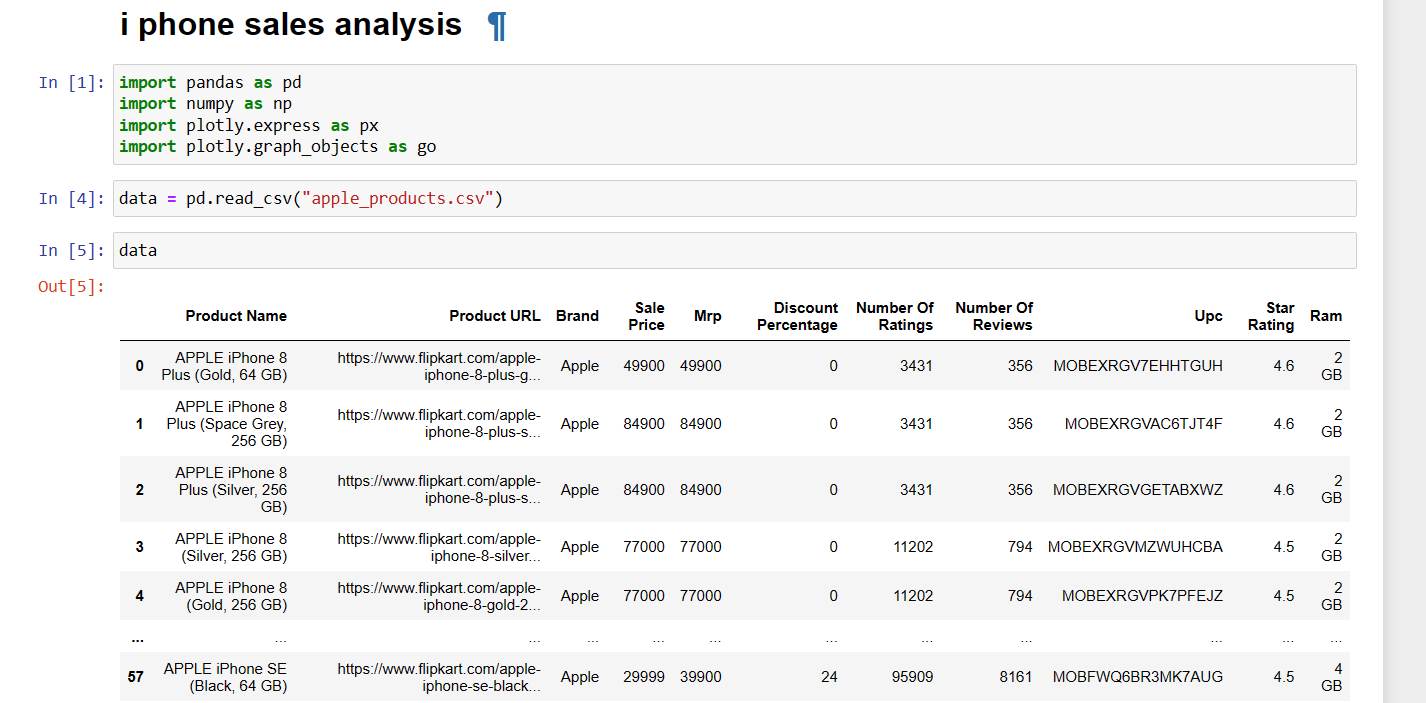 i phone sales analysis ¶
In [1]: import pandas as pd
import numpy as np
import plotly.express as px
import plotly.graph_objects as go
In [4]: data = pd.read_csv("apple_products.csv")
In [5]: data
Out[5]:
Product Name Product URL Brand Sale Price Mrp Discount Percentage Number Of Ratings Number Of Reviews Upc Star Rating Ram
0 APPLE iPhone 8 Plus (Gold, 64 GB) https://www.flipkart.com/apple-iphone-8-plus-g... Apple 49900 49900 0 3431 356 MOBEXRGV7EHHTGUH 4.6 2 GB
1 APPLE iPhone 8 Plus (Space Grey, 256 GB) https://www.flipkart.com/apple-iphone-8-plus-s... Apple 84900 84900 0 3431 356 MOBEXRGVAC6TJT4F 4.6 2 GB
2 APPLE iPhone 8 Plus (Silver, 256 GB) https://www.flipkart.com/apple-iphone-8-plus-s... Apple 84900 84900 0 3431 356 MOBEXRGVGETABXWZ 4.6 2 GB
3 APPLE iPhone 8 (Silver, 256 GB) https://www.flipkart.com/apple-iphone-8-silver... Apple 77000 77000 0 11202 794 MOBEXRGVMZWUHCBA 4.5 2 GB
4 APPLE iPhone 8 (Gold, 256 GB) https://www.flipkart.com/apple-iphone-8-gold-2... Apple 77000 77000 0 11202 794 MOBEXRGVPK7PFEJZ 4.5 2 GB
... ... ... ... ... ... ... ... ... ... ... ...
57 APPLE iPhone SE (Black, 64 GB) https://www.flipkart.com/apple-iphone-se-black... Apple 29999 39900 24 95909 8161 MOBFWQ6BR3MK7AUG 4.5 4 GB